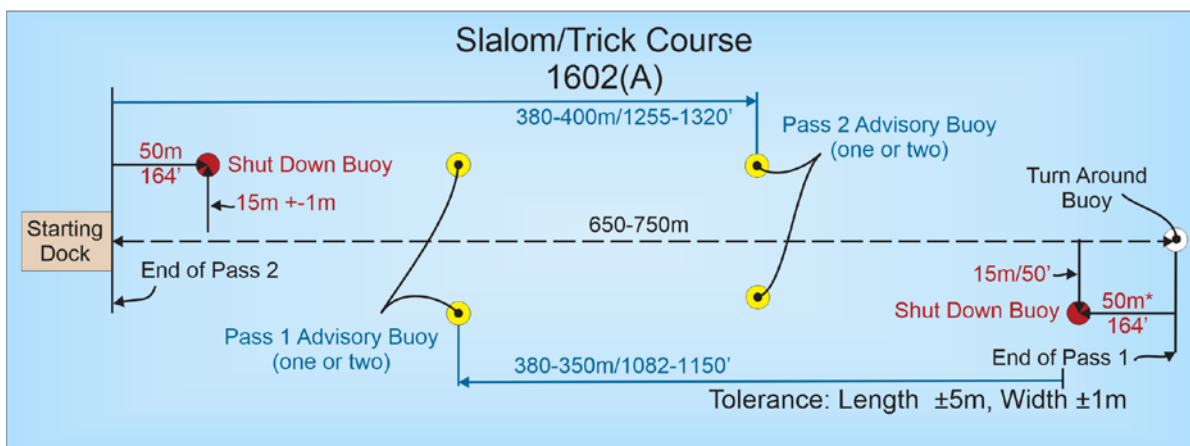 Slalom/Trick Course
1602(A)
380-400m/1255-1320’
50m
164’
Shut Down Buoy
15m +-1m
Pass 2 Advisory Buoy
(one or two)
Turn Around
Buoy
Starting
Dock
650-750m
End of Pass 2
15m/50’
Shut Down Buoy
50m*
164’
Pass 1 Advisory Buoy
(one or two)
End of Pass 1
380-350m/1082-1150’
Tolerance: Length ±5m, Width ±1m